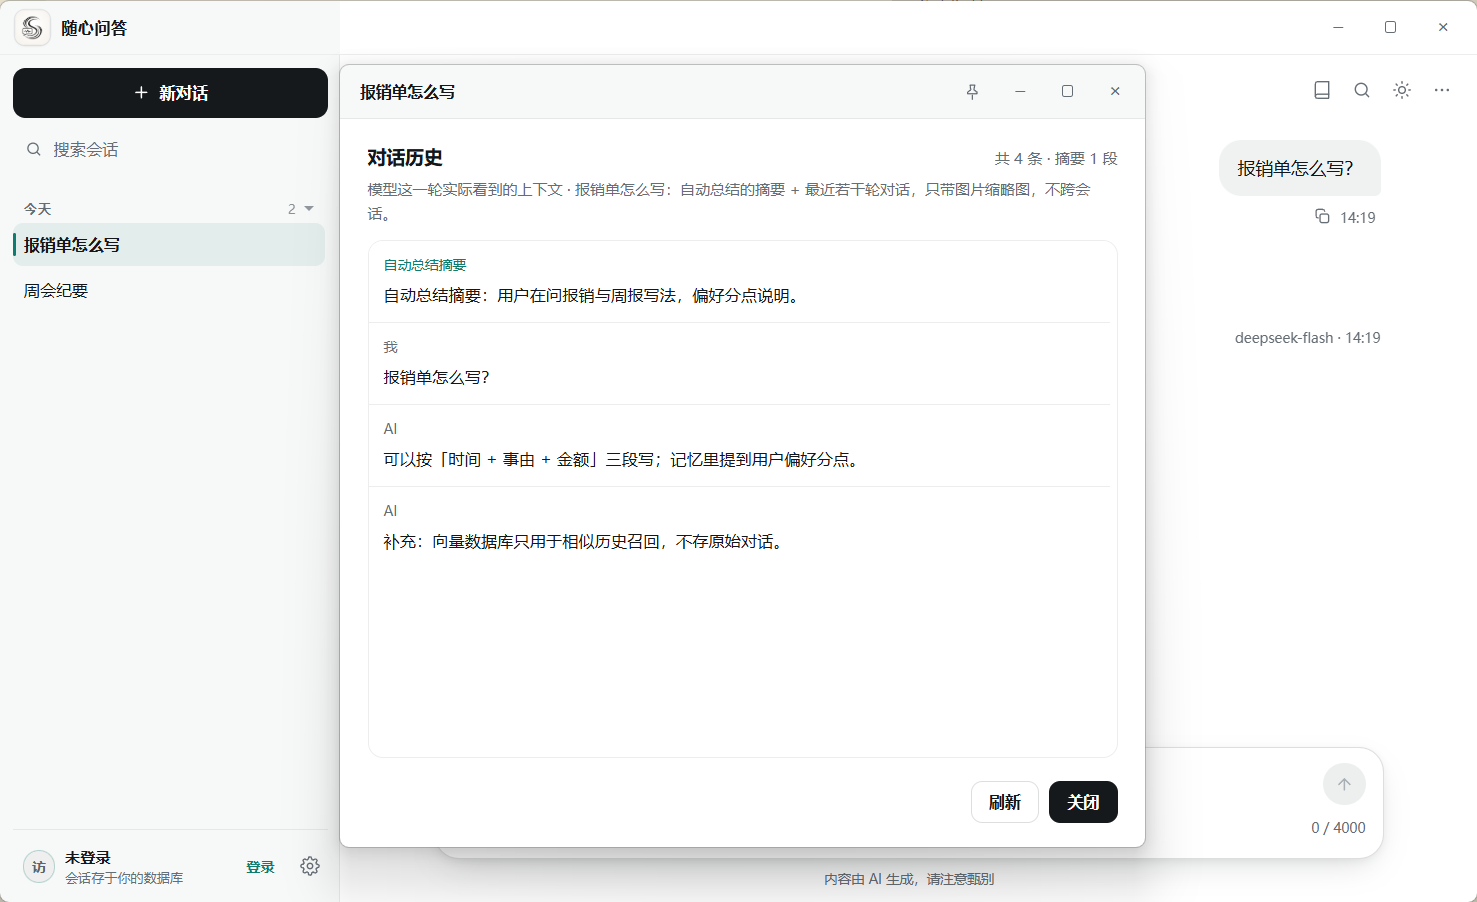 随心问答
新对话
搜索会话
今天
2
报销单怎么写
周会纪要
访
未登录
会话存于你的数据库
登录
报销单怎么写
对话历史
共 4 条 · 摘要 1 段
模型这一轮实际看到的上下文 · 报销单怎么写：自动总结的摘要 + 最近若干轮对话，只带图片缩略图，不跨会
话。
自动总结摘要
自动总结摘要：用户在问报销与周报写法，偏好分点说明。
我
报销单怎么写？
AI
可以按「时间 + 事由 + 金额」三段写；记忆里提到用户偏好分点。
AI
补充：向量数据库只用于相似历史召回，不存原始对话。
刷新
关闭
报销单怎么写？
14:19
deepseek-flash · 14:19
0 / 4000
内容由 AI 生成，请注意甄别